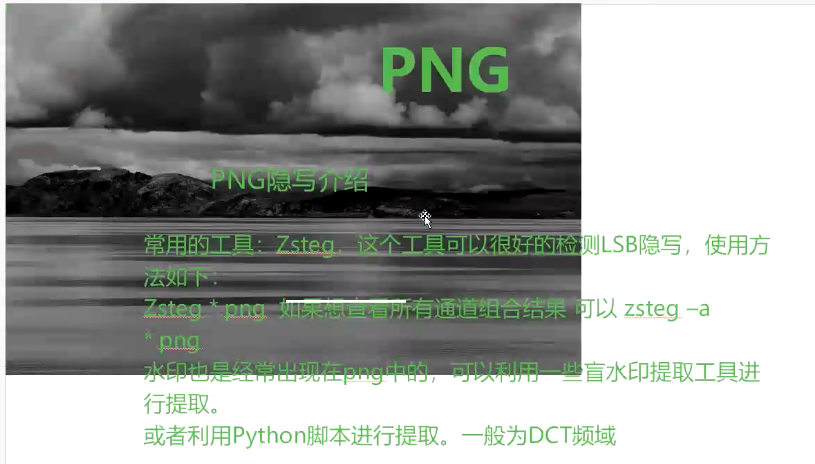 PNG
PNG隐写介绍
常用的工具：Zsteg，这个工具可以很好的检测LSB隐写，使用方
法如下：
Zsteg *.png 如果想查看所有通道组合结果 可以 zsteg –a
*.png
水印也是经常出现在png中的，可以利用一些盲水印提取工具进
行提取。
或者利用Python脚本进行提取。一般为DCT频域